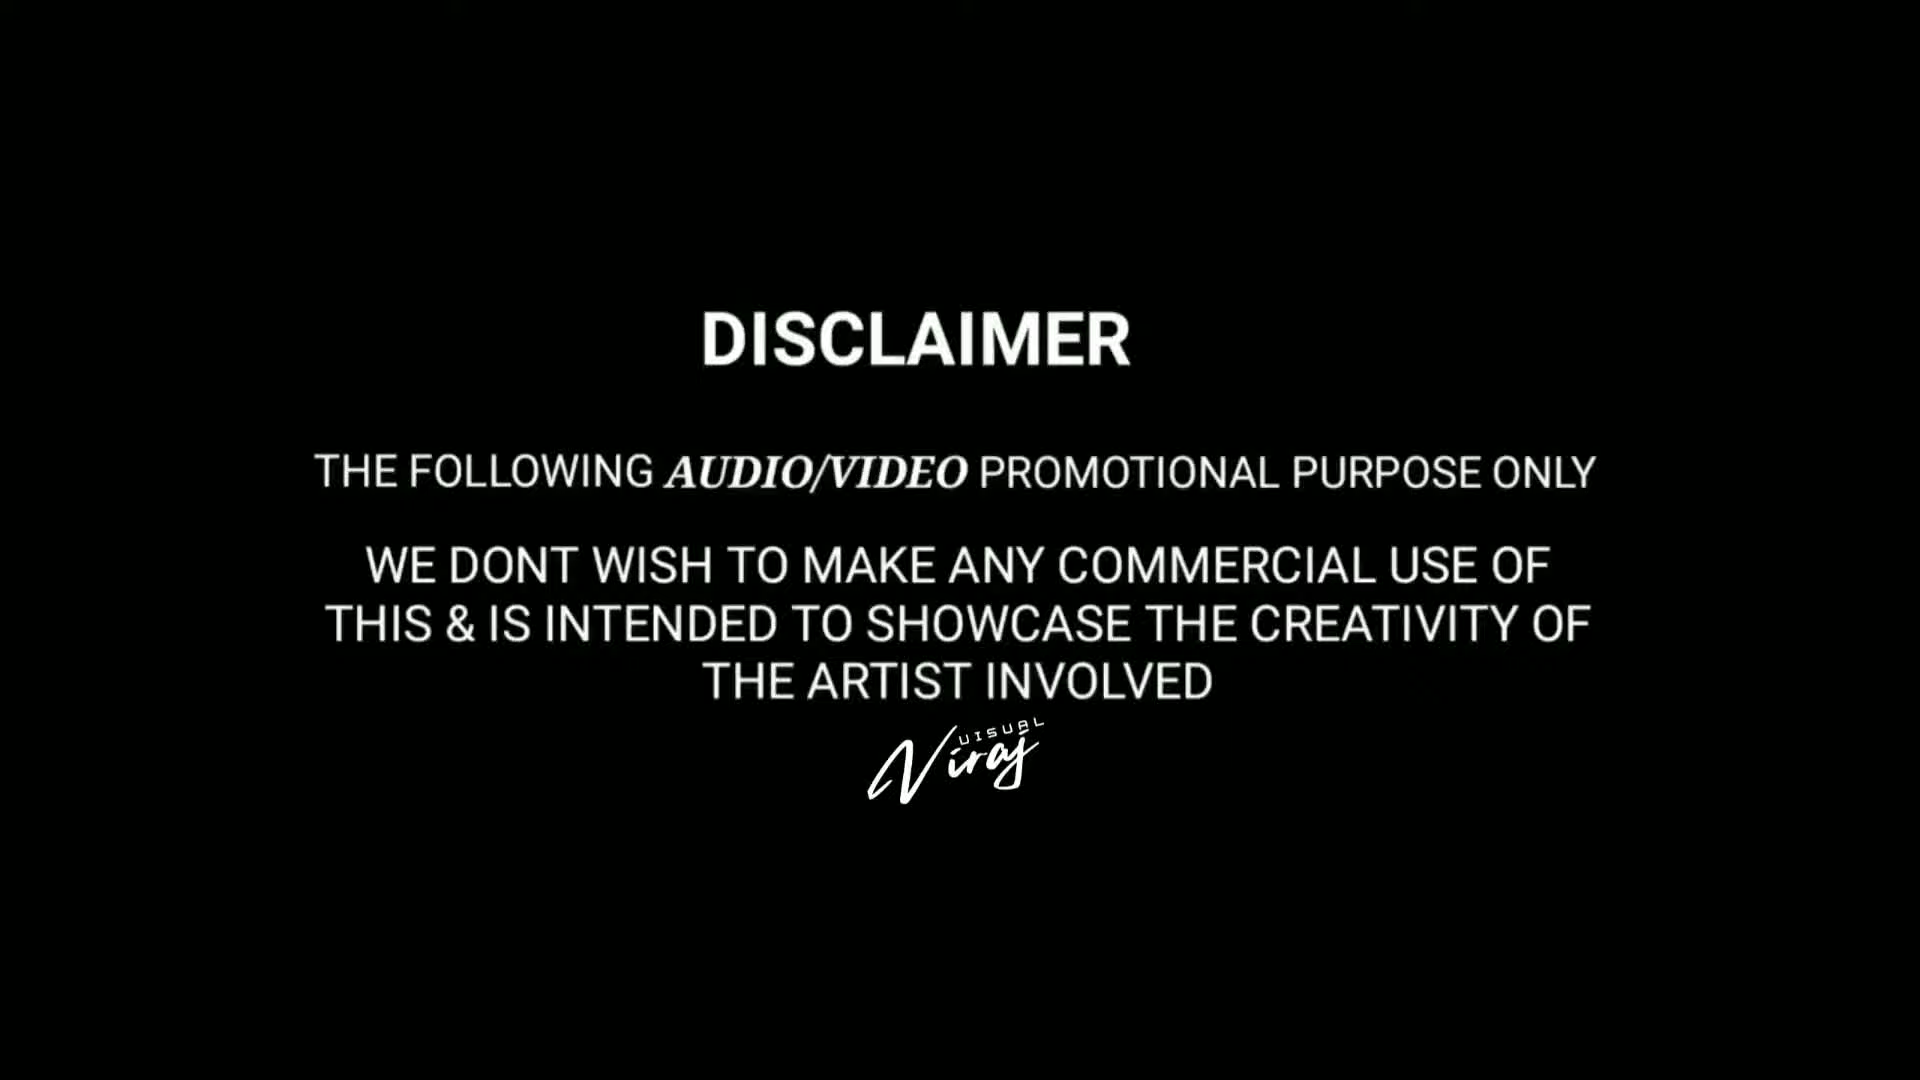 DISCLAIMER
THE FOLLOWING AUDIO/VIDEO PROMOTIONAL PURPOSE ONLY
WE DONT WISH TO MAKE ANY COMMERCIAL USE OF
THIS & IS INTENDED TO SHOWCASE THE CREATIVITY OF
THE ARTIST INVOLVED
VISUAL
Niraj